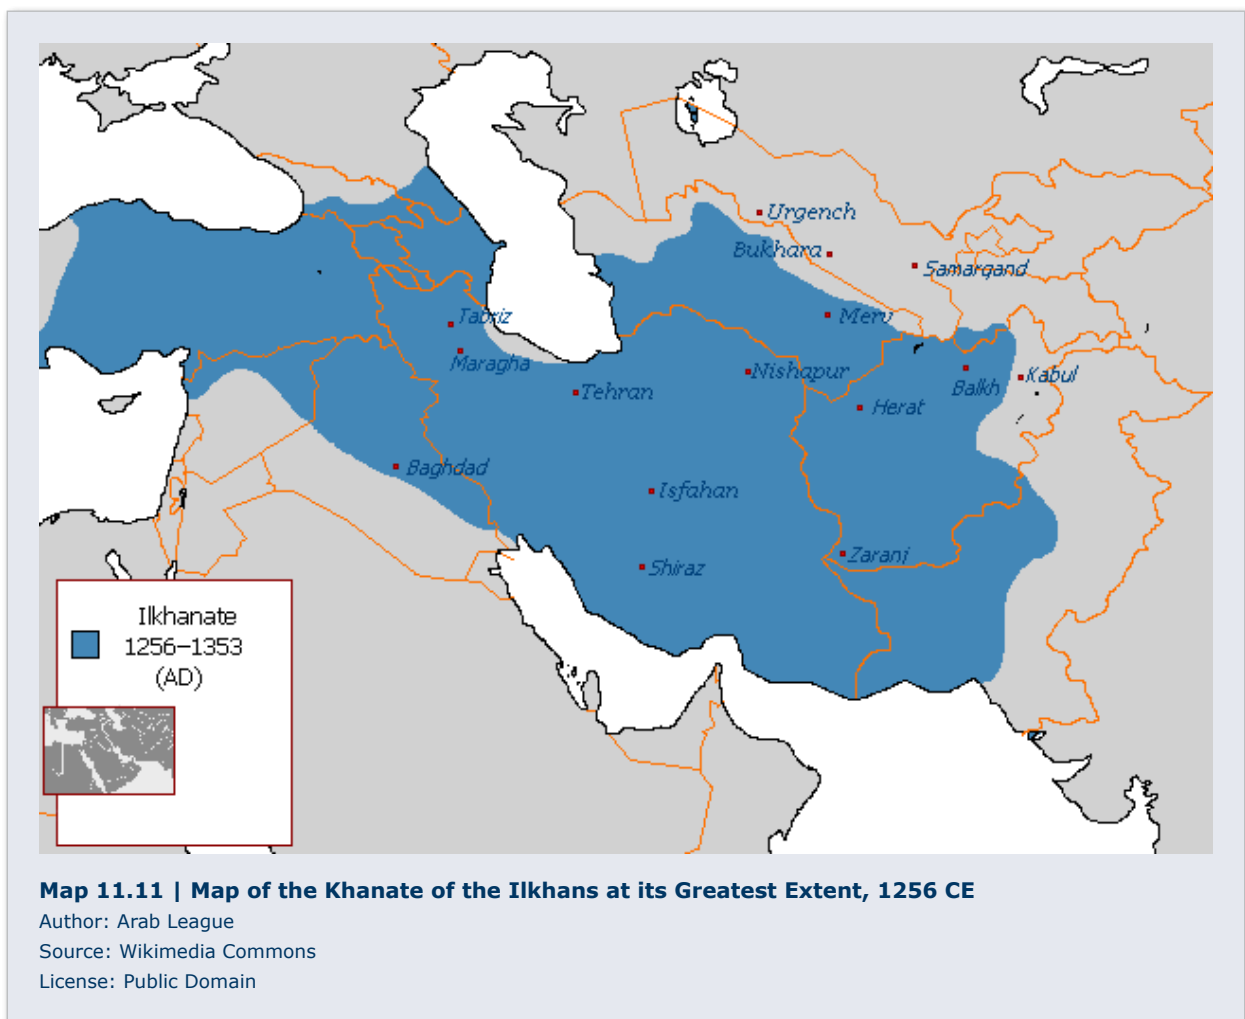 Urgench
Bukhara
Samarqand
Tabriz
Merv
Maragha
Nishapur
Kabul
Tehran
Balkh
Herat
Baghdad
Isfahan
Zaranj
Shiraz
Ilkhanate
1256–1353
(AD)
Map 11.11 | Map of the Khanate of the Ilkhans at its Greatest Extent, 1256 CE
Author: Arab League
Source: Wikimedia Commons
License: Public Domain